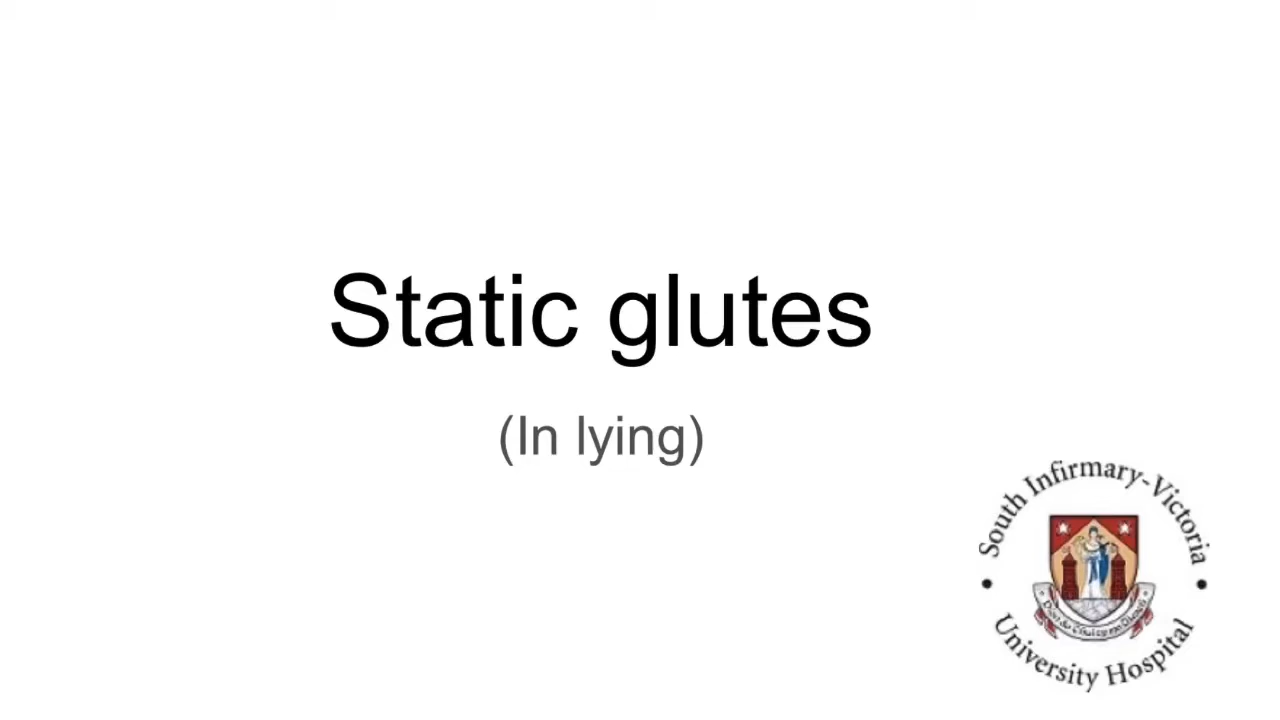 Static glutes
(In lying)
South Infirmary-Victoria
University Hospital